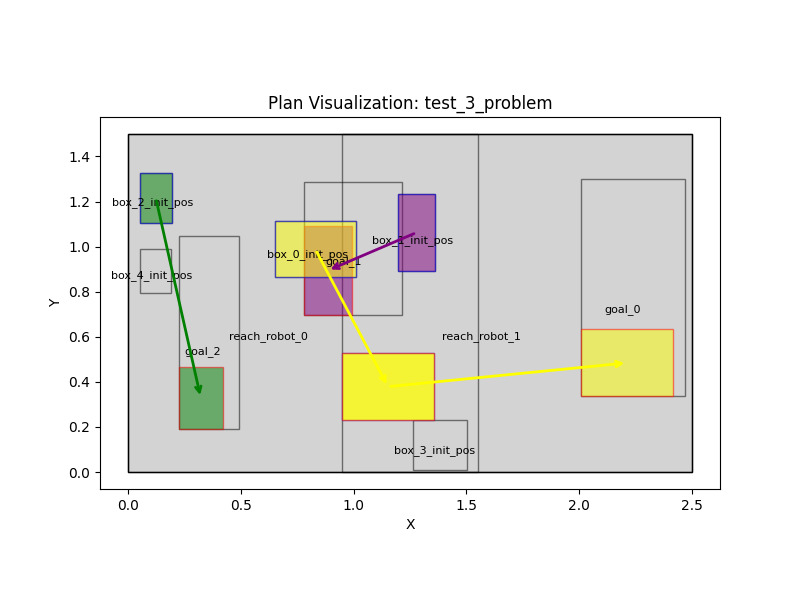 Plan Visualization: test_3_problem
Y
1.4
1.2
1.0
0.8
0.6
0.4
0.2
0.0
box_2_init_pos
box_1_init_pos
box_0_init_pos
goal_1
box_4_init_pos
goal_0
reach_robot_0
reach_robot_1
goal_2
box_3_init_pos
0.0 0.5 1.0 1.5 2.0 2.5
X